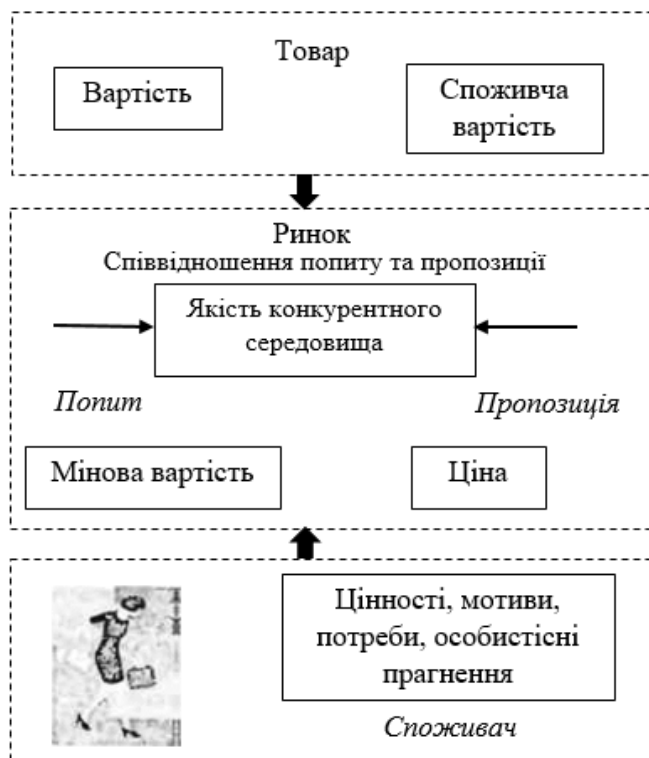 Товар
Вартість
Споживча
вартість
Ринок
Співвідношення попиту та пропозиції
Якість конкурентного
середовища
Попит
Пропозиція
Мінова вартість
Ціна
Цінності, мотиви,
потреби, особистісні
прагнення
Споживач